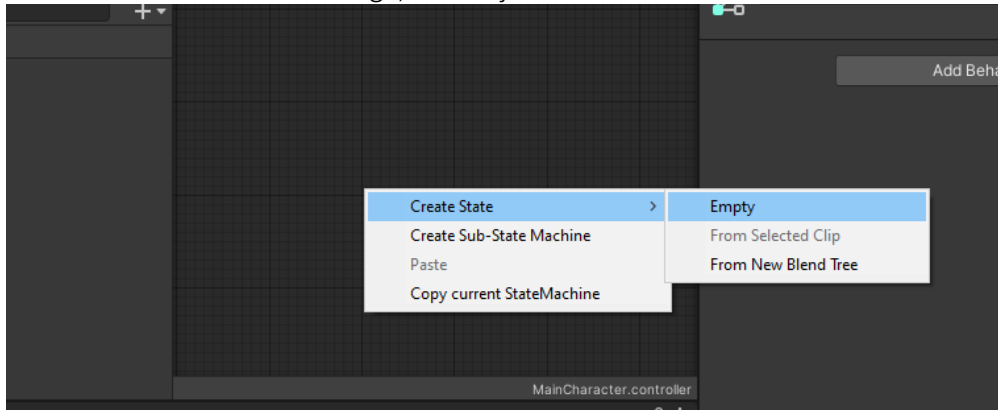 Add Beha
Create State
Empty
Create Sub-State Machine
From Selected Clip
Paste
From New Blend Tree
Copy current StateMachine
MainCharacter.controller